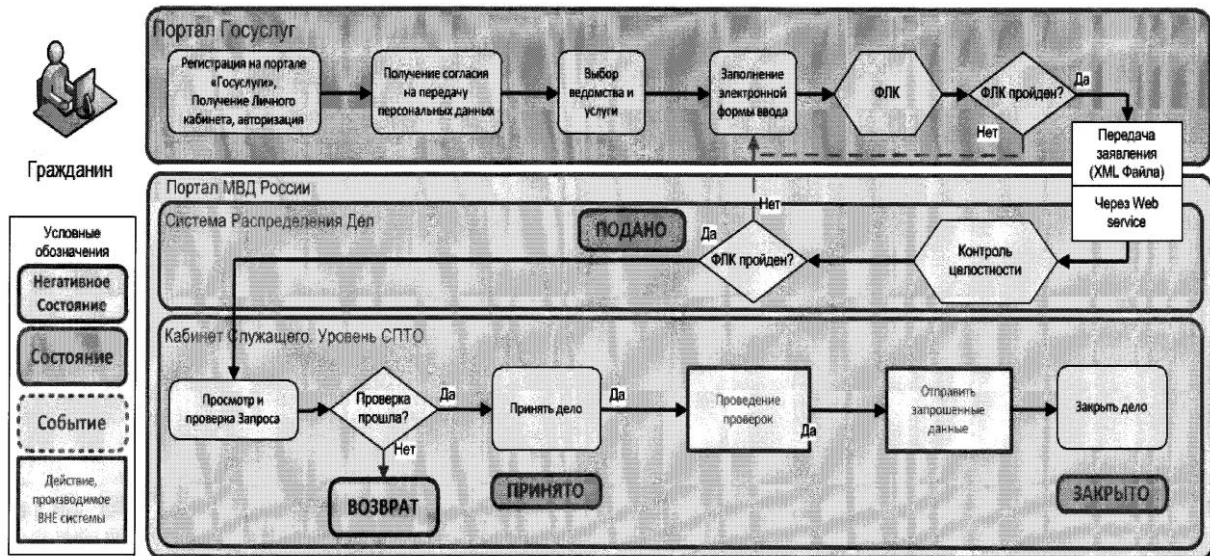 Портал Госуслуг
Регистрация на портале
«Госуслуги»,
Получение Личного
кабинета, авторизация
Получение согласия
на передачу
персональных данных
Выбор
ведомства и
услуги
Заполнение
электронной
формы ввода
ФЛК
ФЛК пройден?
Да
Нет
Передача
заявления
(XML Файла)
Через Web
service
Гражданин
Портал МВД России
Система Распределения Дел
ПОДАНО
Нет
Да
ФЛК пройден?
Контроль
целостности
Условные
обозначения
Негативное
Состояние
Состояние
Событие
Действие,
производимое
ВНЕ системы
Кабинет Служащего. Уровень СПТО
Просмотр и
проверка Запроса
Проверка
прошла?
Да
Нет
ВОЗВРАТ
Принять дело
Да
ПРИНЯТО
Проведение
проверок
Да
Отправить
запрошенные
данные
Закрыть дело
ЗАКРЫТО